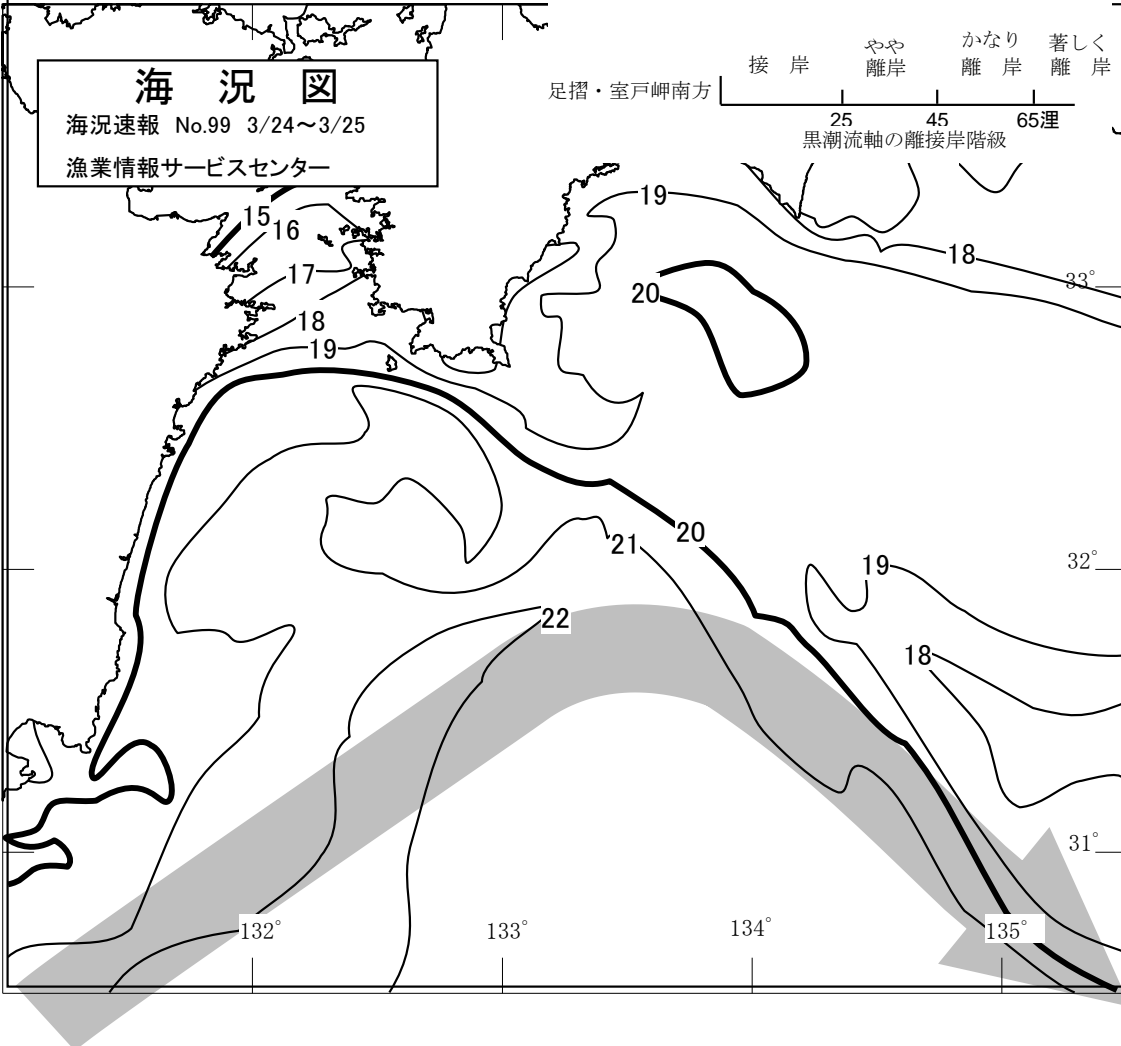 海 況 図
海況速報 No.99 3/24～3/25
漁業情報サービスセンター
接 岸
やや
離岸
かなり
離 岸
著しく
離 岸
足摺・室戸岬南方
25
45
65浬
黒潮流軸の離接岸階級
15
16
17
18
19
19
18
33°
20
20
21
22
19
18
32°
31°
132°
133°
134°
135°